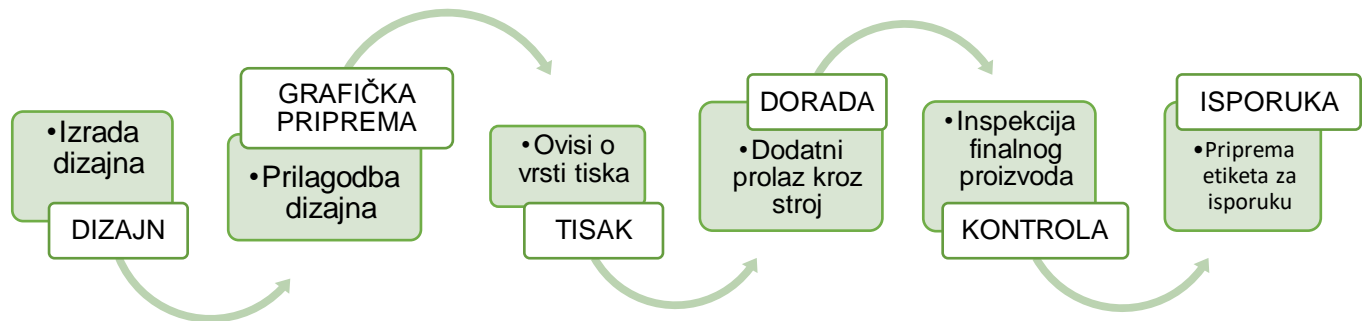 •Izrada
dizajna
DIZAJN
GRAFIČKA
PRIPREMA
•Prilagodba
dizajna
•Ovisi o
vrsti tiska
TISAK
DORADA
•Dodatni
prolaz kroz
stroj
•Inspekcija
finalnog
proizvoda
KONTROLA
ISPORUKA
•Priprema
etiketa za
isporuku